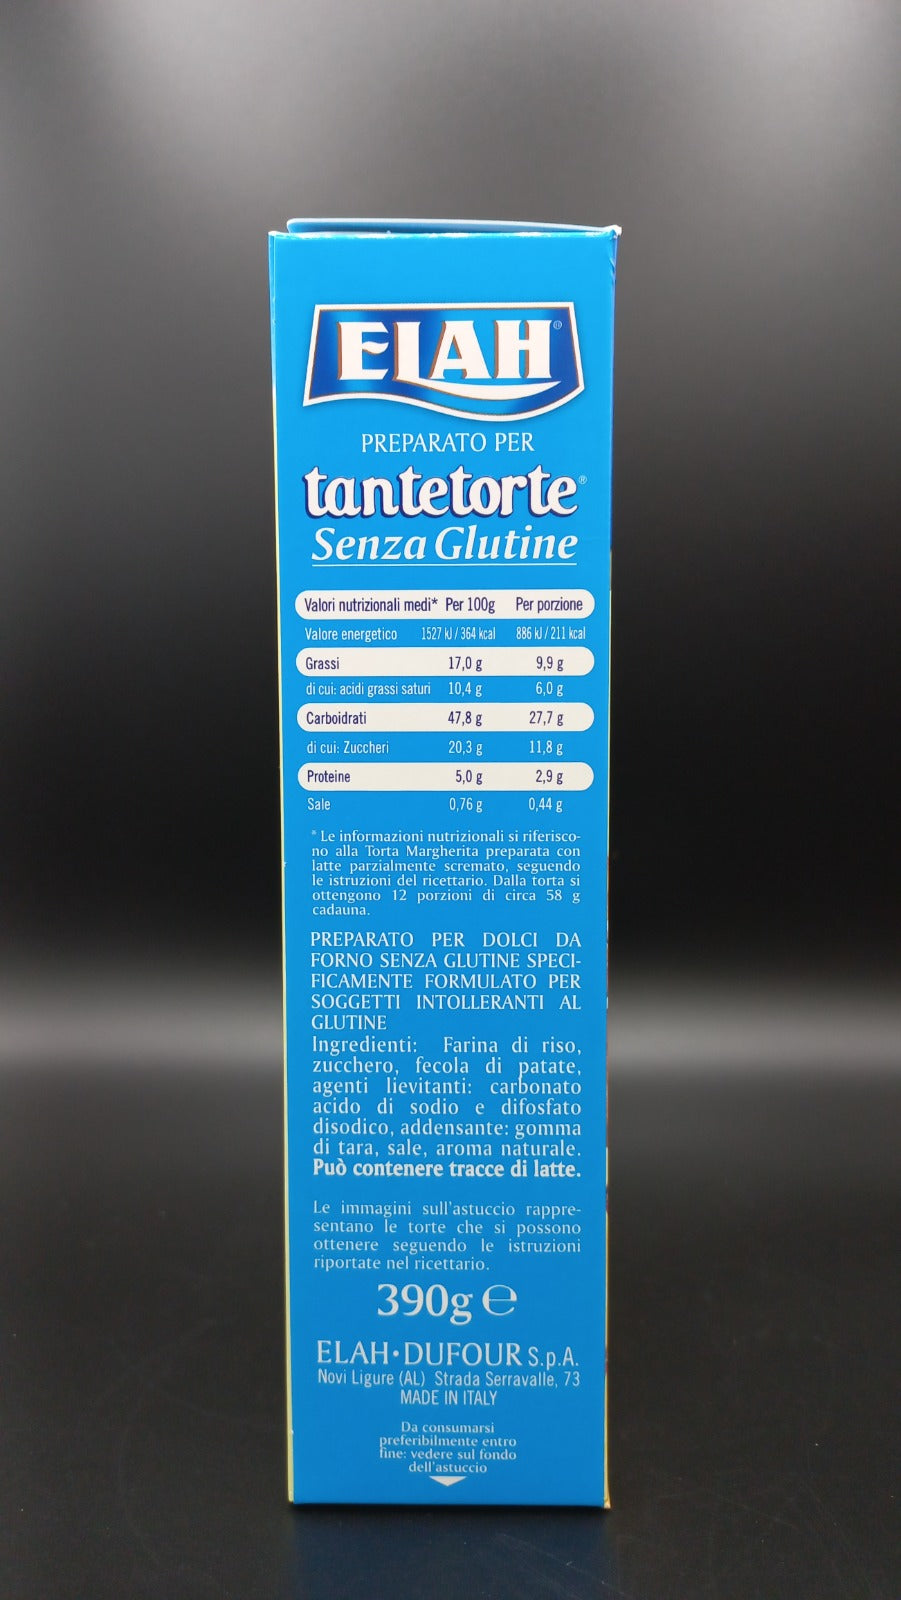 ELAH®
PREPARATO PER
tantetorte®
Senza Glutine
Valori nutrizionali medi* Per 100g Per porzione
Valore energetico 1527 kJ / 364 kcal 886 kJ / 211 kcal
Grassi 17,0 g 9,9 g
di cui: acidi grassi saturi 10,4 g 6,0 g
Carboidrati 47,8 g 27,7 g
di cui: Zuccheri 20,3 g 11,8 g
Proteine 5,0 g 2,9 g
Sale 0,76 g 0,44 g
* Le informazioni nutrizionali si riferisco-
no alla Torta Margherita preparata con
latte parzialmente scremato, seguendo
le istruzioni del ricettario. Dalla torta si
ottengono 12 porzioni di circa 58 g
cadauna.
PREPARATO PER DOLCI DA
FORNO SENZA GLUTINE SPECI-
FICAMENTE FORMULATO PER
SOGGETTI INTOLLERANTI AL
GLUTINE
Ingredienti: Farina di riso,
zucchero, fecola di patate,
agenti lievitanti: carbonato
acido di sodio e difosfato
disodico, addensante: gomma
di tara, sale, aroma naturale.
Può contenere tracce di latte.
Le immagini sull'astuccio rappre-
sentano le torte che si possono
ottenere seguendo le istruzioni
riportate nel ricettario.
390g ℮
ELAH•DUFOUR S.p.A.
Novi Ligure (AL) Strada Serravalle, 73
MADE IN ITALY
Da consumarsi
preferibilmente entro
fine: vedere sul fondo
dell'astuccio